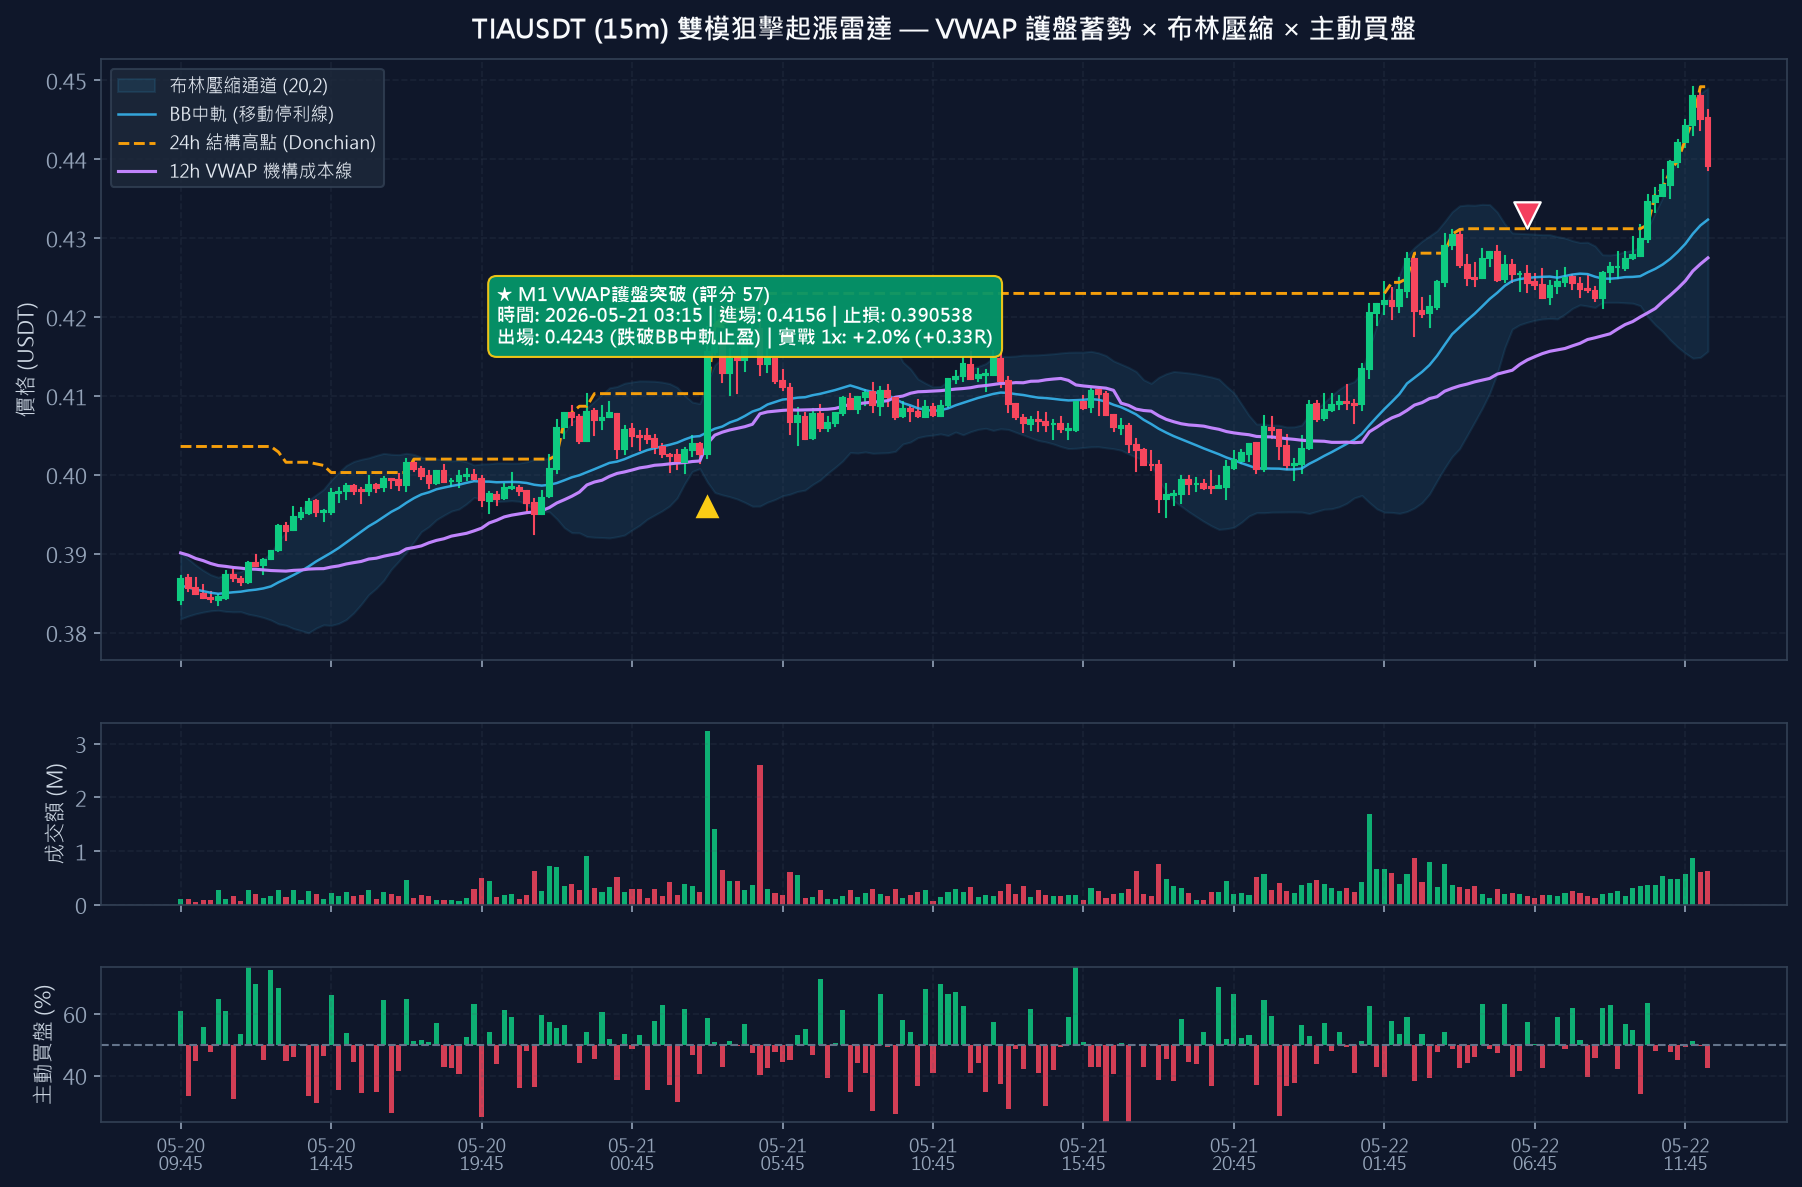 TIAUSDT (15m) 雙模狙擊起漲雷達 — VWAP 護盤蓄勢 × 布林壓縮 × 主動買盤
布林壓縮通道 (20,2)
BB中軌 (移動停利線)
24h 結構高點 (Donchian)
12h VWAP 機構成本線
價格 (USDT)
0.45
0.44
0.43
0.42
0.41
0.40
0.39
0.38
★ M1 VWAP護盤突破 (評分 57)
時間: 2026-05-21 03:15 | 進場: 0.4156 | 止損: 0.390538
出場: 0.4243 (跌破BB中軌止盈) | 實戰 1x: +2.0% (+0.33R)
成交額 (M)
3
2
1
0
主動買盤 (%)
60
40
05-20 05-20 05-20 05-21 05-21 05-21 05-21 05-21 05-22 05-22 05-22
09:45 14:45 19:45 00:45 05:45 10:45 15:45 20:45 01:45 06:45 11:45